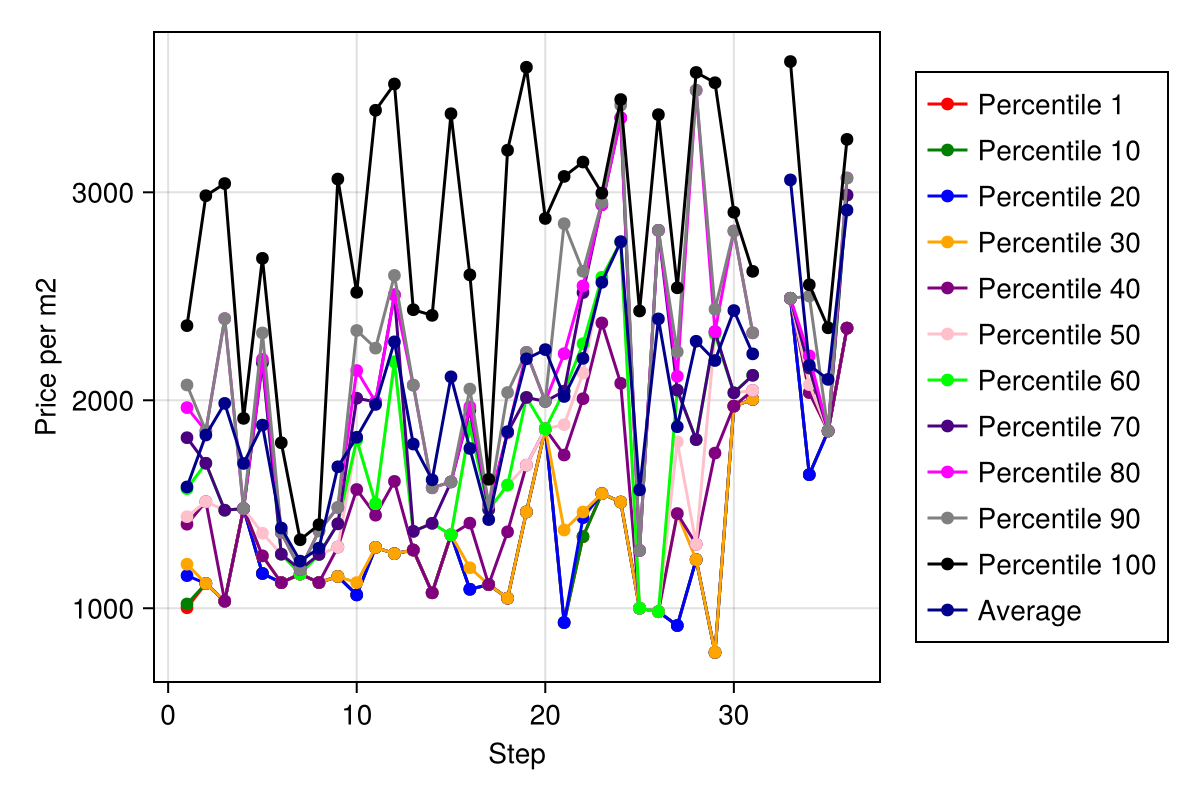 3000
2000
1000
Price per m2
0 10 20 30
Step
Percentile 1
Percentile 10
Percentile 20
Percentile 30
Percentile 40
Percentile 50
Percentile 60
Percentile 70
Percentile 80
Percentile 90
Percentile 100
Average